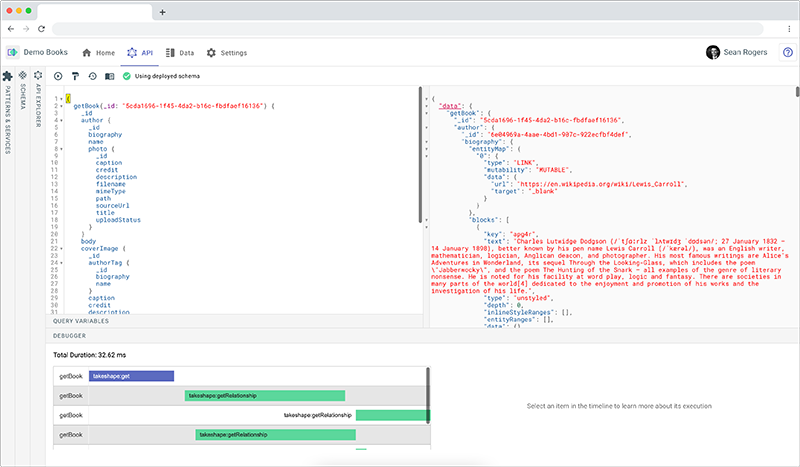 Demo Books
Home
API
Data
Settings
Sean Rogers
PATTERNS & SERVICES
SCHEMA
API EXPLORER
Using deployed schema
1 {
2 getBook(_id: "5cda1696-1f45-4da2-b16c-fbdfaef16136") {
3 _id
4 author {
5 _id
6 biography
7 name
8 photo {
9 _id
10 caption
11 credit
12 description
13 filename
14 mimeType
15 path
16 sourceUrl
17 title
18 uploadStatus
19 }
20 }
21 body
22 coverImage {
23 _id
24 authorTag {
25 _id
26 biography
27 name
28 }
29 caption
30 credit
31 description
{
"data": {
"getBook": {
"_id": "5cda1696-1f45-4da2-b16c-fbdfaef16136",
"author": {
"_id": "6e04969a-4aae-4bd1-907c-922ecfbf4def",
"biography": {
"entityMap": {
"0": {
"type": "LINK",
"mutability": "MUTABLE",
"data": {
"url": "https://en.wikipedia.org/wiki/Lewis_Carroll",
"target": "_blank"
}
}
},
"blocks": [
{
"key": "apg4r",
"text": "Charles Lutwidge Dodgson (/ˈtʃɑːrlz ˈlʌtwɪdʒ ˈdɒdsən/; 27 January 1832 –
14 January 1898), better known by his pen name Lewis Carroll (/ˈkærəl/), was an English writer,
mathematician, logician, Anglican deacon, and photographer. His most famous writings are Alice's
Adventures in Wonderland, its sequel Through the Looking-Glass, which includes the poem
\"Jabberwocky\", and the poem The Hunting of the Snark – all examples of the genre of literary
nonsense. He is noted for his facility at word play, logic and fantasy. There are societies in
many parts of the world[4] dedicated to the enjoyment and promotion of his works and the
investigation of his life.",
"type": "unstyled",
"depth": 0,
"inlineStyleRanges": [],
"entityRanges": [],
"data": {}
QUERY VARIABLES
DEBUGGER
Total Duration: 32.62 ms
getBook takeshape:get
getBook takeshape:getRelationship
getBook takeshape:getRelationship
getBook takeshape:getRelationship
Select an item in the timeline to learn more about its execution